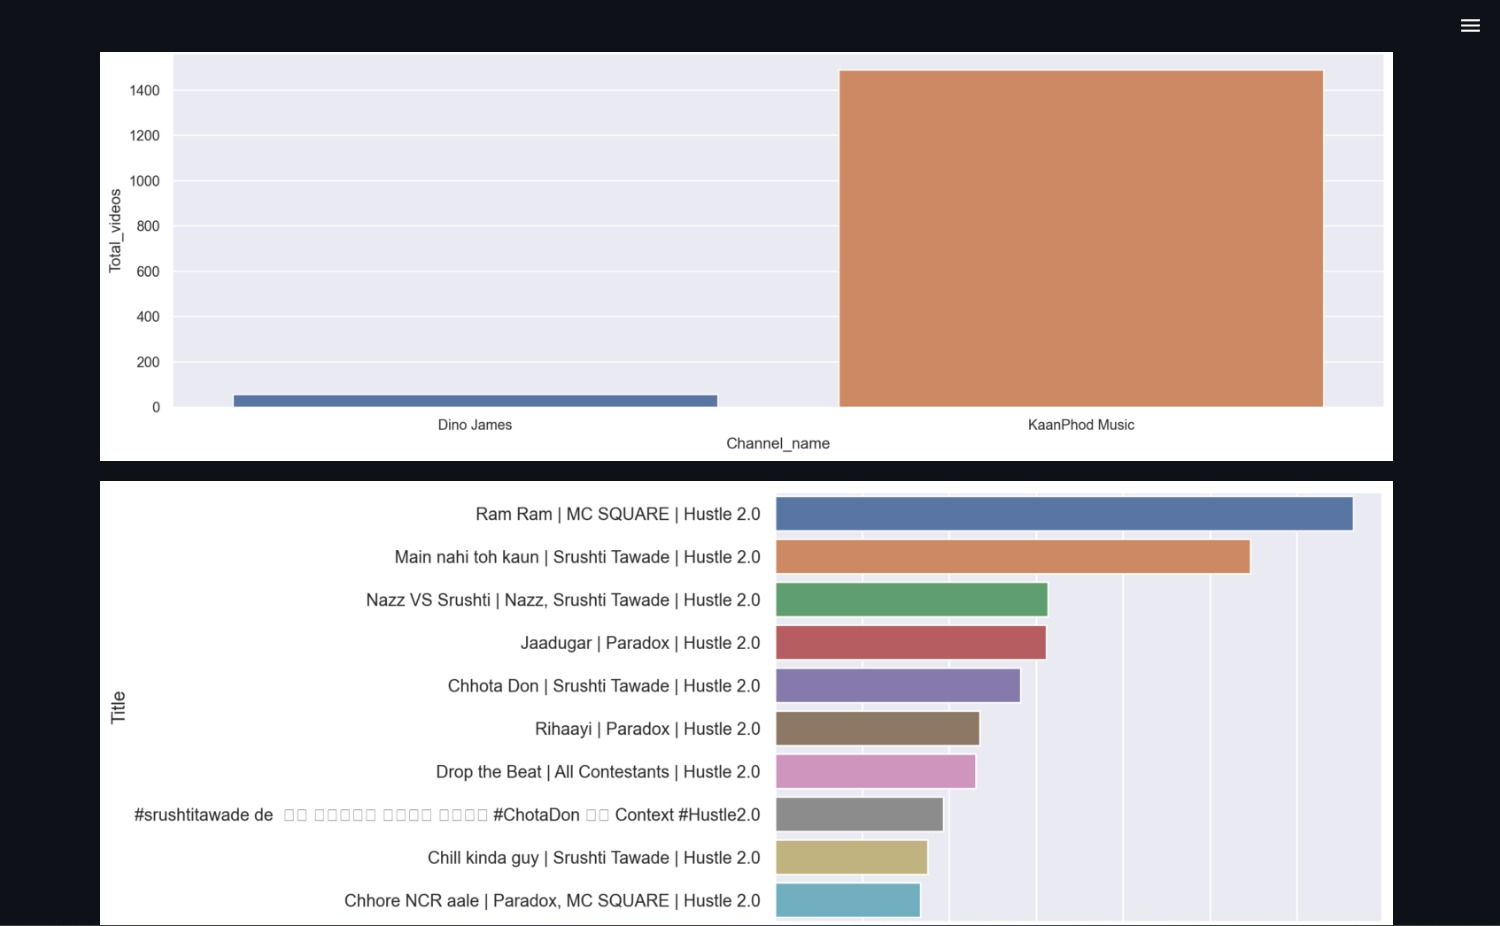 1400
1200
1000
800
600
400
200
0
Total_videos
Dino James
KaanPhod Music
Channel_name
Title
Ram Ram | MC SQUARE | Hustle 2.0
Main nahi toh kaun | Srushti Tawade | Hustle 2.0
Nazz VS Srushti | Nazz, Srushti Tawade | Hustle 2.0
Jaadugar | Paradox | Hustle 2.0
Chhota Don | Srushti Tawade | Hustle 2.0
Rihaayi | Paradox | Hustle 2.0
Drop the Beat | All Contestants | Hustle 2.0
#srushtitawade de #ChotaDon Context #Hustle2.0
Chill kinda guy | Srushti Tawade | Hustle 2.0
Chhore NCR aale | Paradox, MC SQUARE | Hustle 2.0